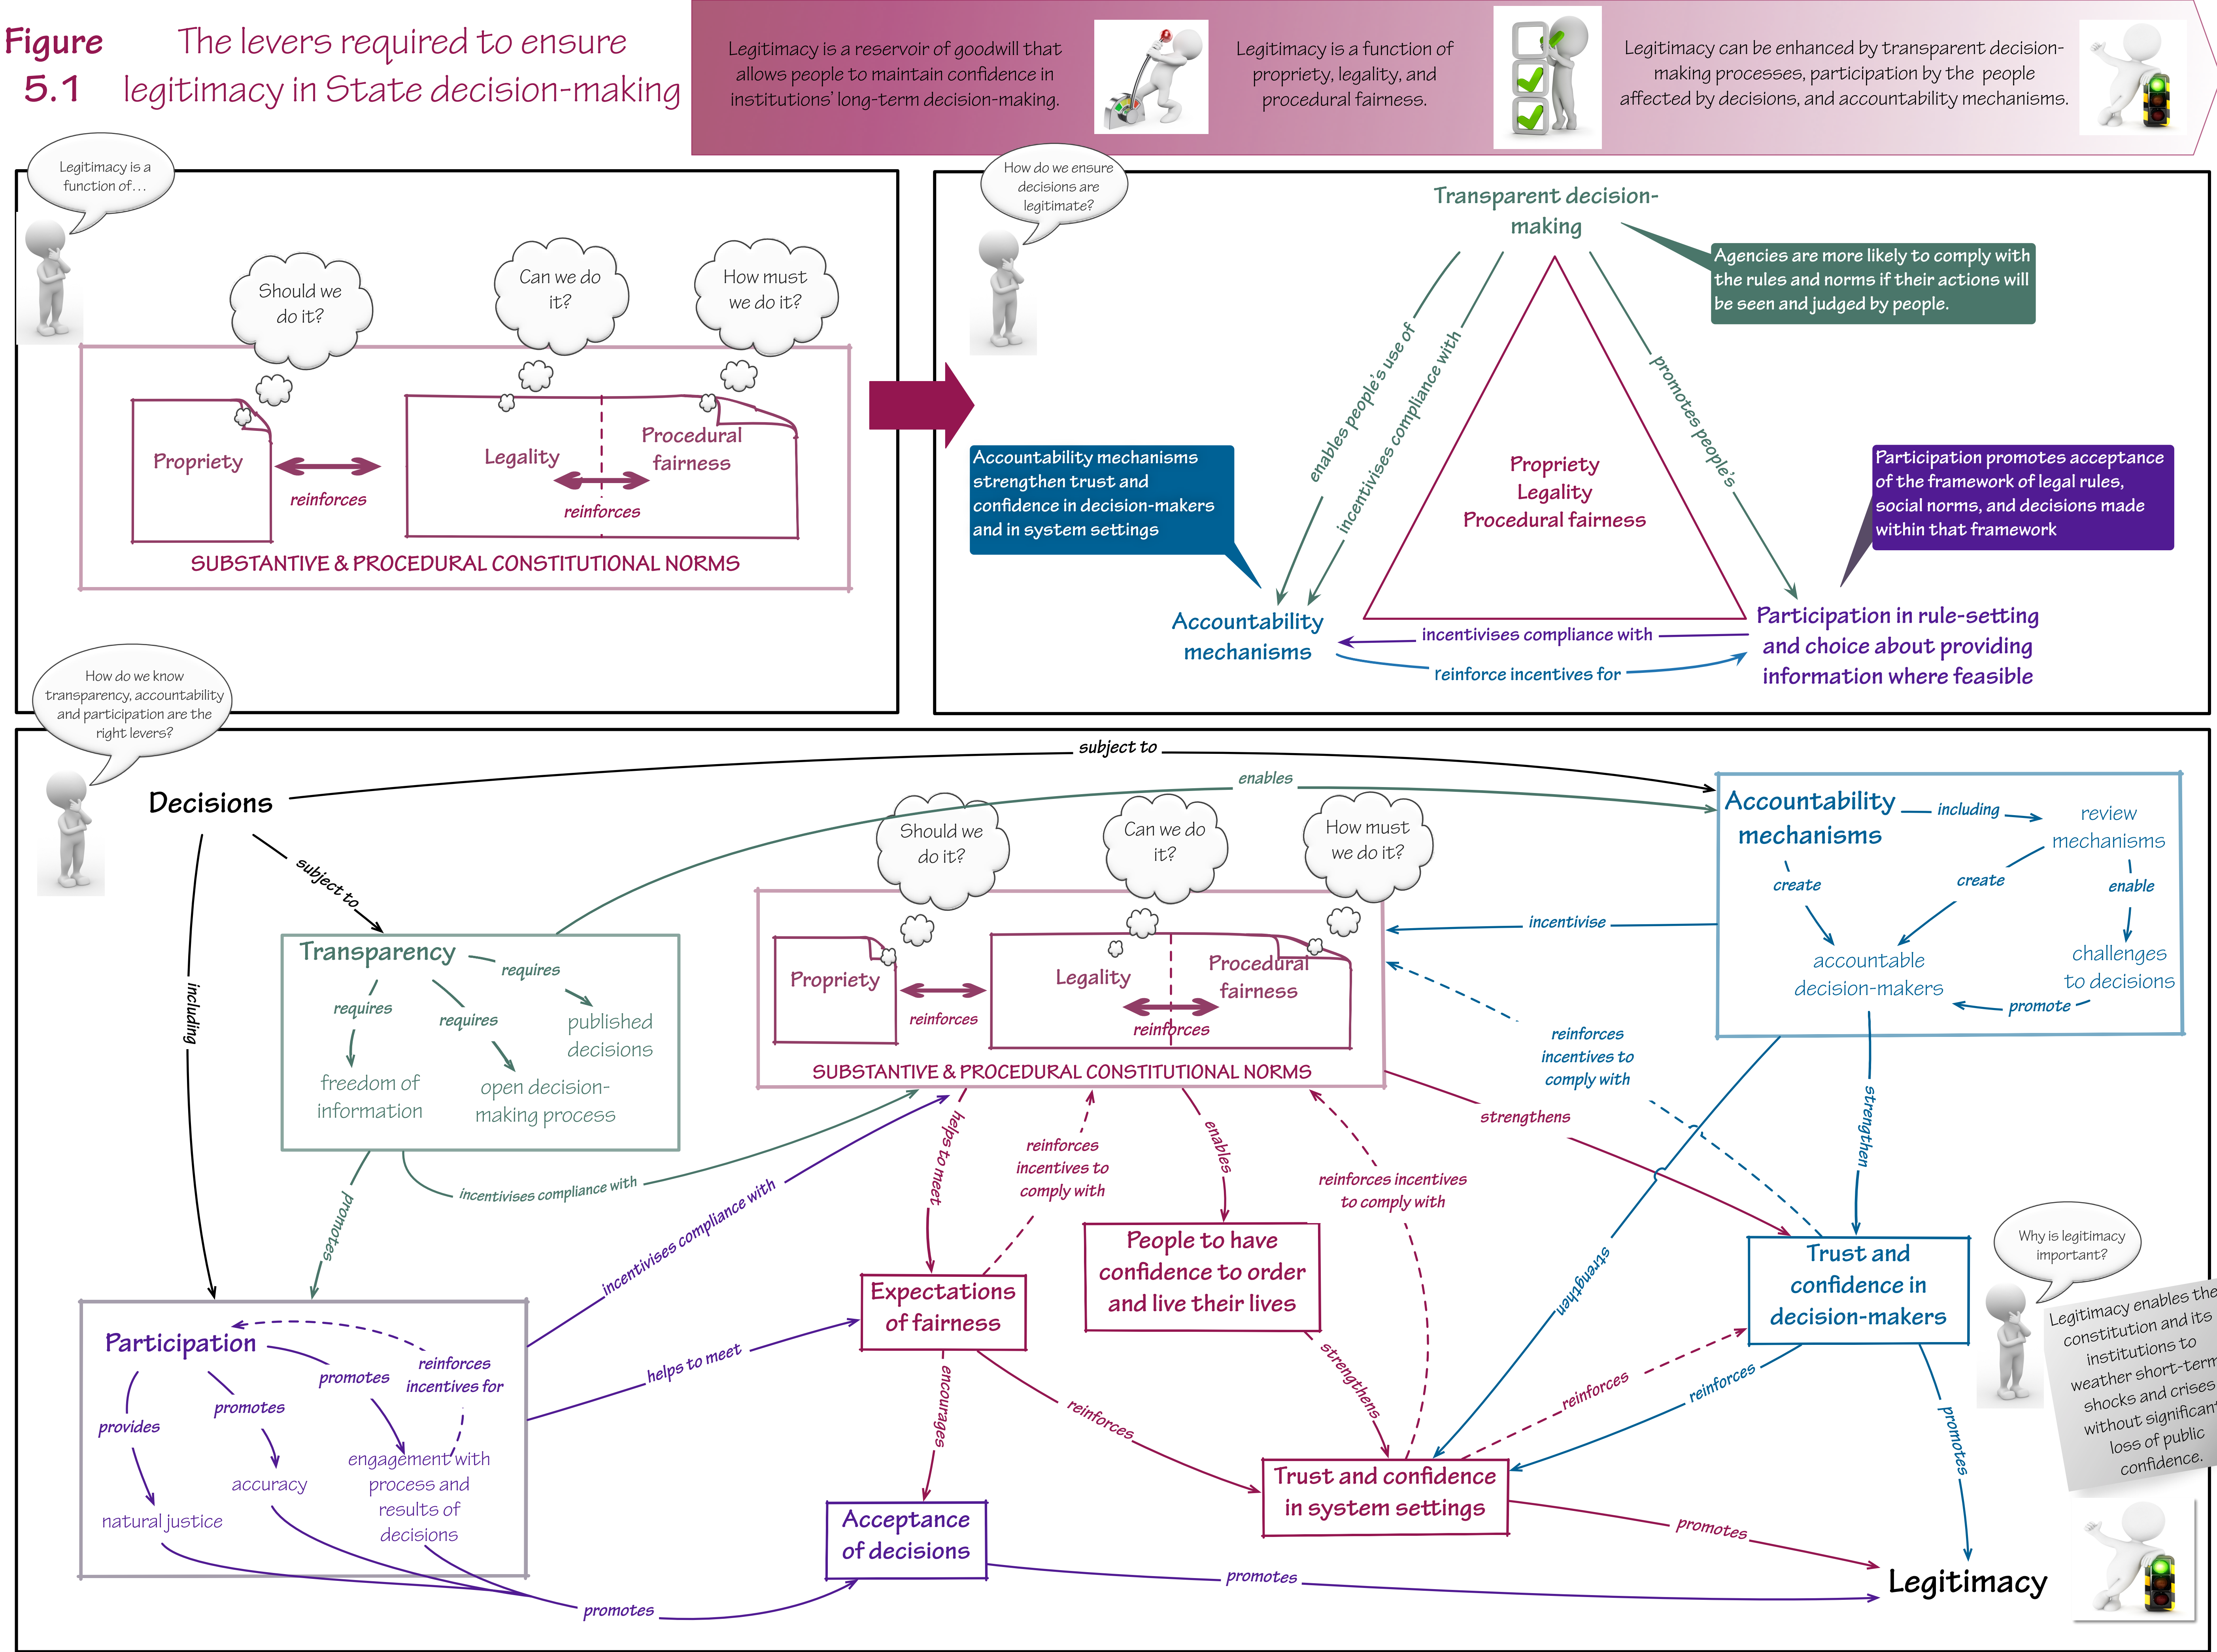 Figure
5.1
The levers required to ensure
legitimacy in State decision-making
Legitimacy is a reservoir of goodwill that
allows people to maintain confidence in
institutions' long-term decision-making.
Legitimacy is a function of
propriety, legality, and
procedural fairness.
Legitimacy can be enhanced by transparent decision-
making processes, participation by the people
affected by decisions, and accountability mechanisms.
Legitimacy is a
function of...
Should we
do it?
Can we do
it?
How must
we do it?
Propriety
reinforces
Legality
Procedural
fairness
reinforces
SUBSTANTIVE & PROCEDURAL CONSTITUTIONAL NORMS
How do we ensure
decisions are
legitimate?
Transparent decision-
making
Agencies are more likely to comply with
the rules and norms if their actions will
be seen and judged by people.
enables people's use of
incentivises compliance with
promotes people's
Accountability mechanisms
strengthen trust and
confidence in decision-makers
and in system settings
Propriety
Legality
Procedural fairness
Participation promotes acceptance
of the framework of legal rules,
social norms, and decisions made
within that framework
Accountability
mechanisms
incentivises compliance with
reinforce incentives for
Participation in rule-setting
and choice about providing
information where feasible
How do we know
transparency, accountability
and participation are the
right levers?
Decisions
subject to
enables
subject to
including
Transparency
requires
requires
requires
published
decisions
freedom of
information
open decision-
making process
Should we
do it?
Can we do
it?
How must
we do it?
Propriety
reinforces
Legality
Procedural
fairness
reinforces
SUBSTANTIVE & PROCEDURAL CONSTITUTIONAL NORMS
Accountability
mechanisms
including
review
mechanisms
create
create
enable
accountable
decision-makers
challenges
to decisions
promote
incentivise
reinforces
incentives to
comply with
strengthens
strengthen
strengthen
promotes
incentivises compliance with
incentivises compliance with
helps to meet
helps to meet
reinforces
incentives to
comply with
enables
reinforces incentives
to comply with
People to have
confidence to order
and live their lives
Expectations
of fairness
Trust and
confidence in
decision-makers
Why is legitimacy
important?
Legitimacy enables the
constitution and its
institutions to
weather short-term
shocks and crises
without significant
loss of public
confidence.
Participation
provides
promotes
promotes
reinforces
incentives for
natural justice
accuracy
engagement with
process and
results of
decisions
encourages
reinforces
strengthens
reinforces
reinforces
promotes
Trust and confidence
in system settings
Acceptance
of decisions
promotes
promotes
promotes
Legitimacy